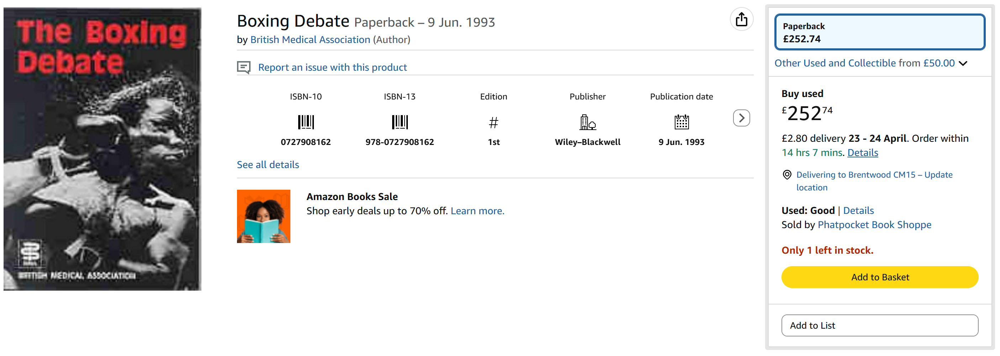 The Boxing
Debate
BRITISH MEDICAL ASSOCIATION
Boxing Debate Paperback – 9 Jun. 1993
by British Medical Association (Author)
Report an issue with this product
ISBN-10
0727908162
ISBN-13
978-0727908162
Edition
#
1st
Publisher
Wiley–Blackwell
Publication date
9 Jun. 1993
See all details
Amazon Books Sale
Shop early deals up to 70% off. Learn more.
Paperback
£252.74
Other Used and Collectible from £50.00
Buy used
£252 74
£2.80 delivery 23 - 24 April. Order within
14 hrs 7 mins. Details
Delivering to Brentwood CM15 – Update
location
Used: Good | Details
Sold by Phatpocket Book Shoppe
Only 1 left in stock.
Add to Basket
Add to List